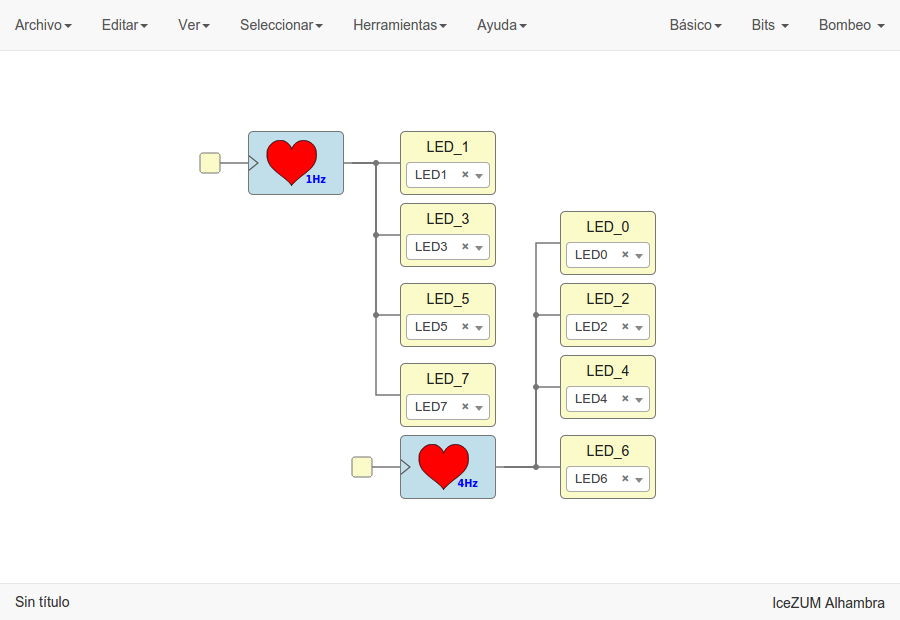 Archivo Editar Ver Seleccionar Herramientas Ayuda Básico Bits Bombeo
1Hz
LED_1
LED1 ×
LED_3
LED3 ×
LED_5
LED5 ×
LED_7
LED7 ×
4Hz
LED_0
LED0 ×
LED_2
LED2 ×
LED_4
LED4 ×
LED_6
LED6 ×
Sin título IceZUM Alhambra